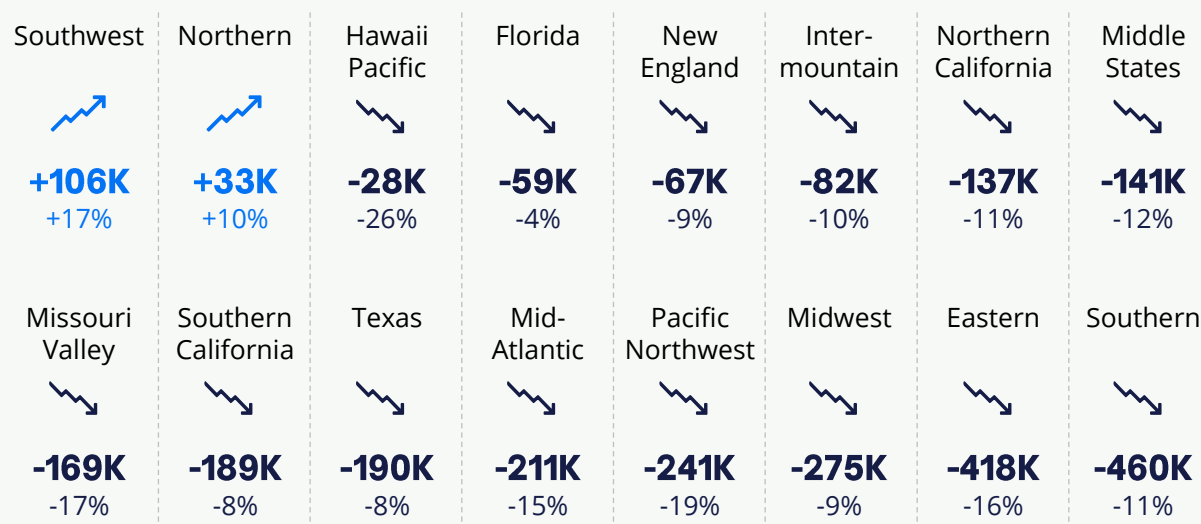 Southwest
+106K
+17%
Northern
+33K
+10%
Hawaii
Pacific
-28K
-26%
Florida
-59K
-4%
New
England
-67K
-9%
Inter-
mountain
-82K
-10%
Northern
California
-137K
-11%
Middle
States
-141K
-12%
Missouri
Valley
-169K
-17%
Southern
California
-189K
-8%
Texas
-190K
-8%
Mid-
Atlantic
-211K
-15%
Pacific
Northwest
-241K
-19%
Midwest
-275K
-9%
Eastern
-418K
-16%
Southern
-460K
-11%